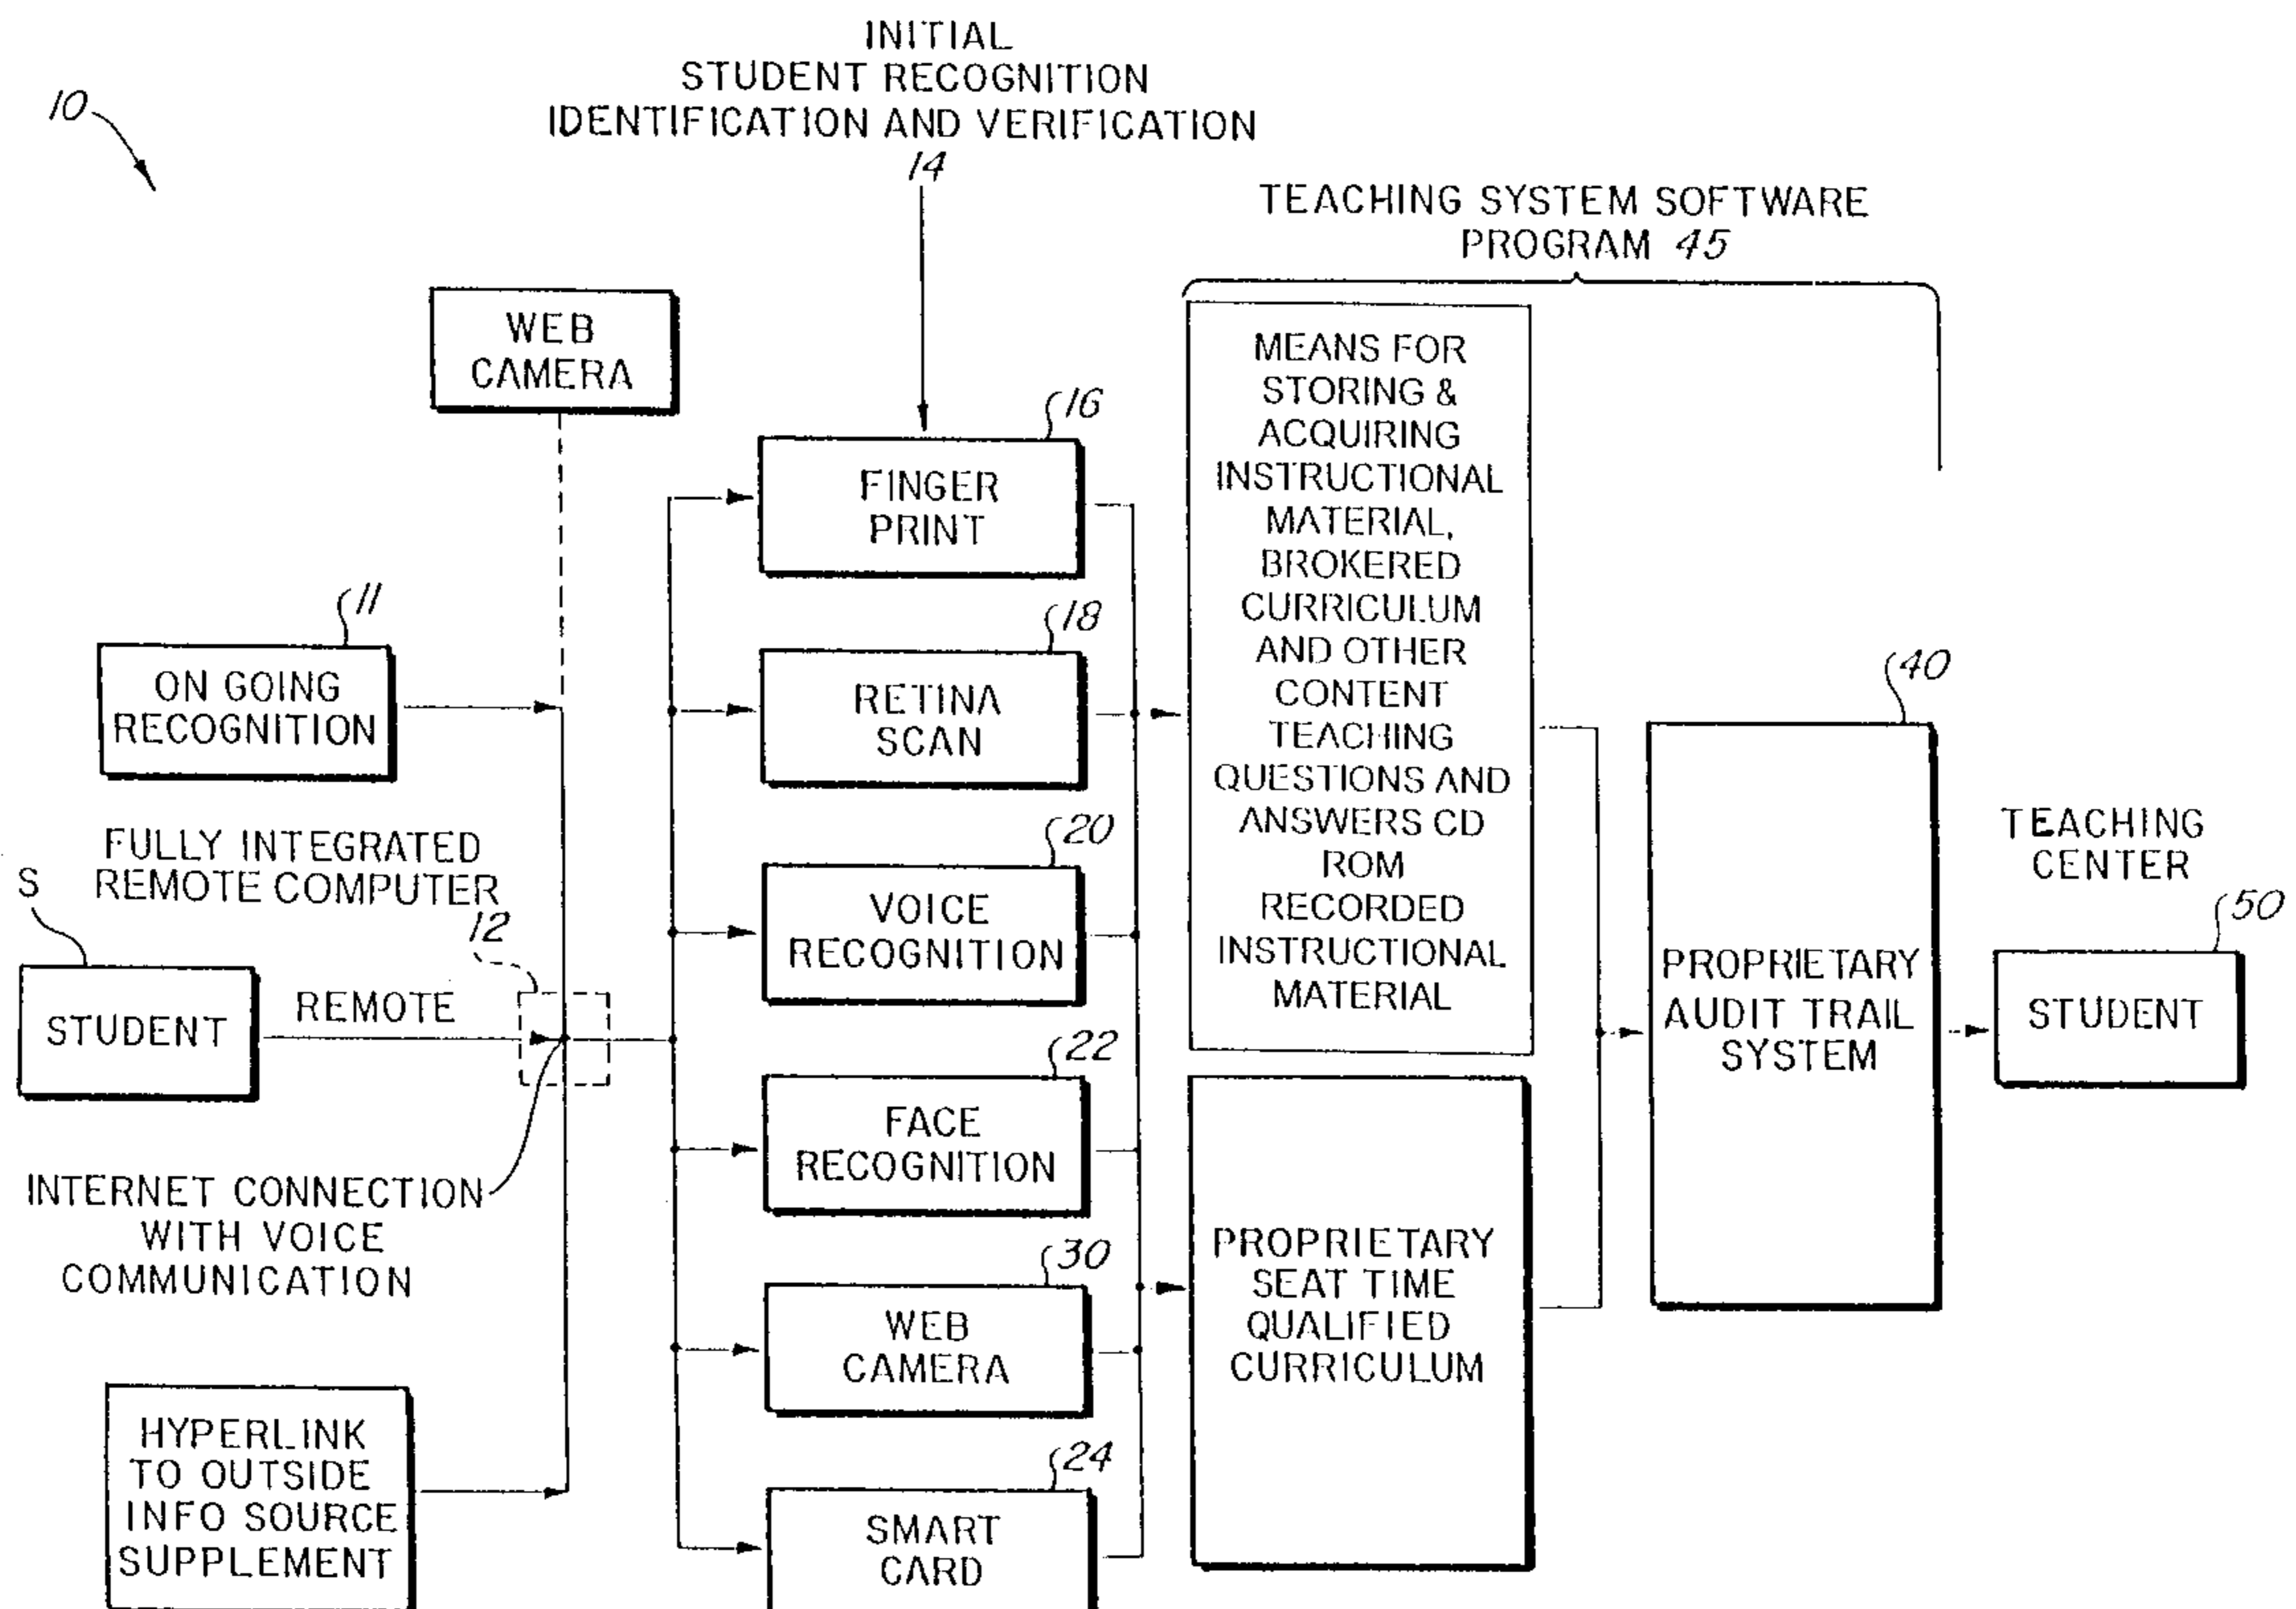 INITIAL
STUDENT RECOGNITION
IDENTIFICATION AND VERIFICATION
14
10
TEACHING SYSTEM SOFTWARE
PROGRAM 45
WEB
CAMERA
16
FINGER
PRINT
11
ON GOING
RECOGNITION
18
RETINA
SCAN
FULLY INTEGRATED
REMOTE COMPUTER
12
S
STUDENT
REMOTE
20
VOICE
RECOGNITION
22
FACE
RECOGNITION
INTERNET CONNECTION
WITH VOICE
COMMUNICATION
30
WEB
CAMERA
HYPERLINK
TO OUTSIDE
INFO SOURCE
SUPPLEMENT
24
SMART
CARD
MEANS FOR
STORING &
ACQUIRING
INSTRUCTIONAL
MATERIAL,
BROKERED
CURRICULUM
AND OTHER
CONTENT
TEACHING
QUESTIONS AND
ANSWERS CD
ROM
RECORDED
INSTRUCTIONAL
MATERIAL
PROPRIETARY
SEAT TIME
QUALIFIED
CURRICULUM
40
PROPRIETARY
AUDIT TRAIL
SYSTEM
TEACHING
CENTER
50
STUDENT